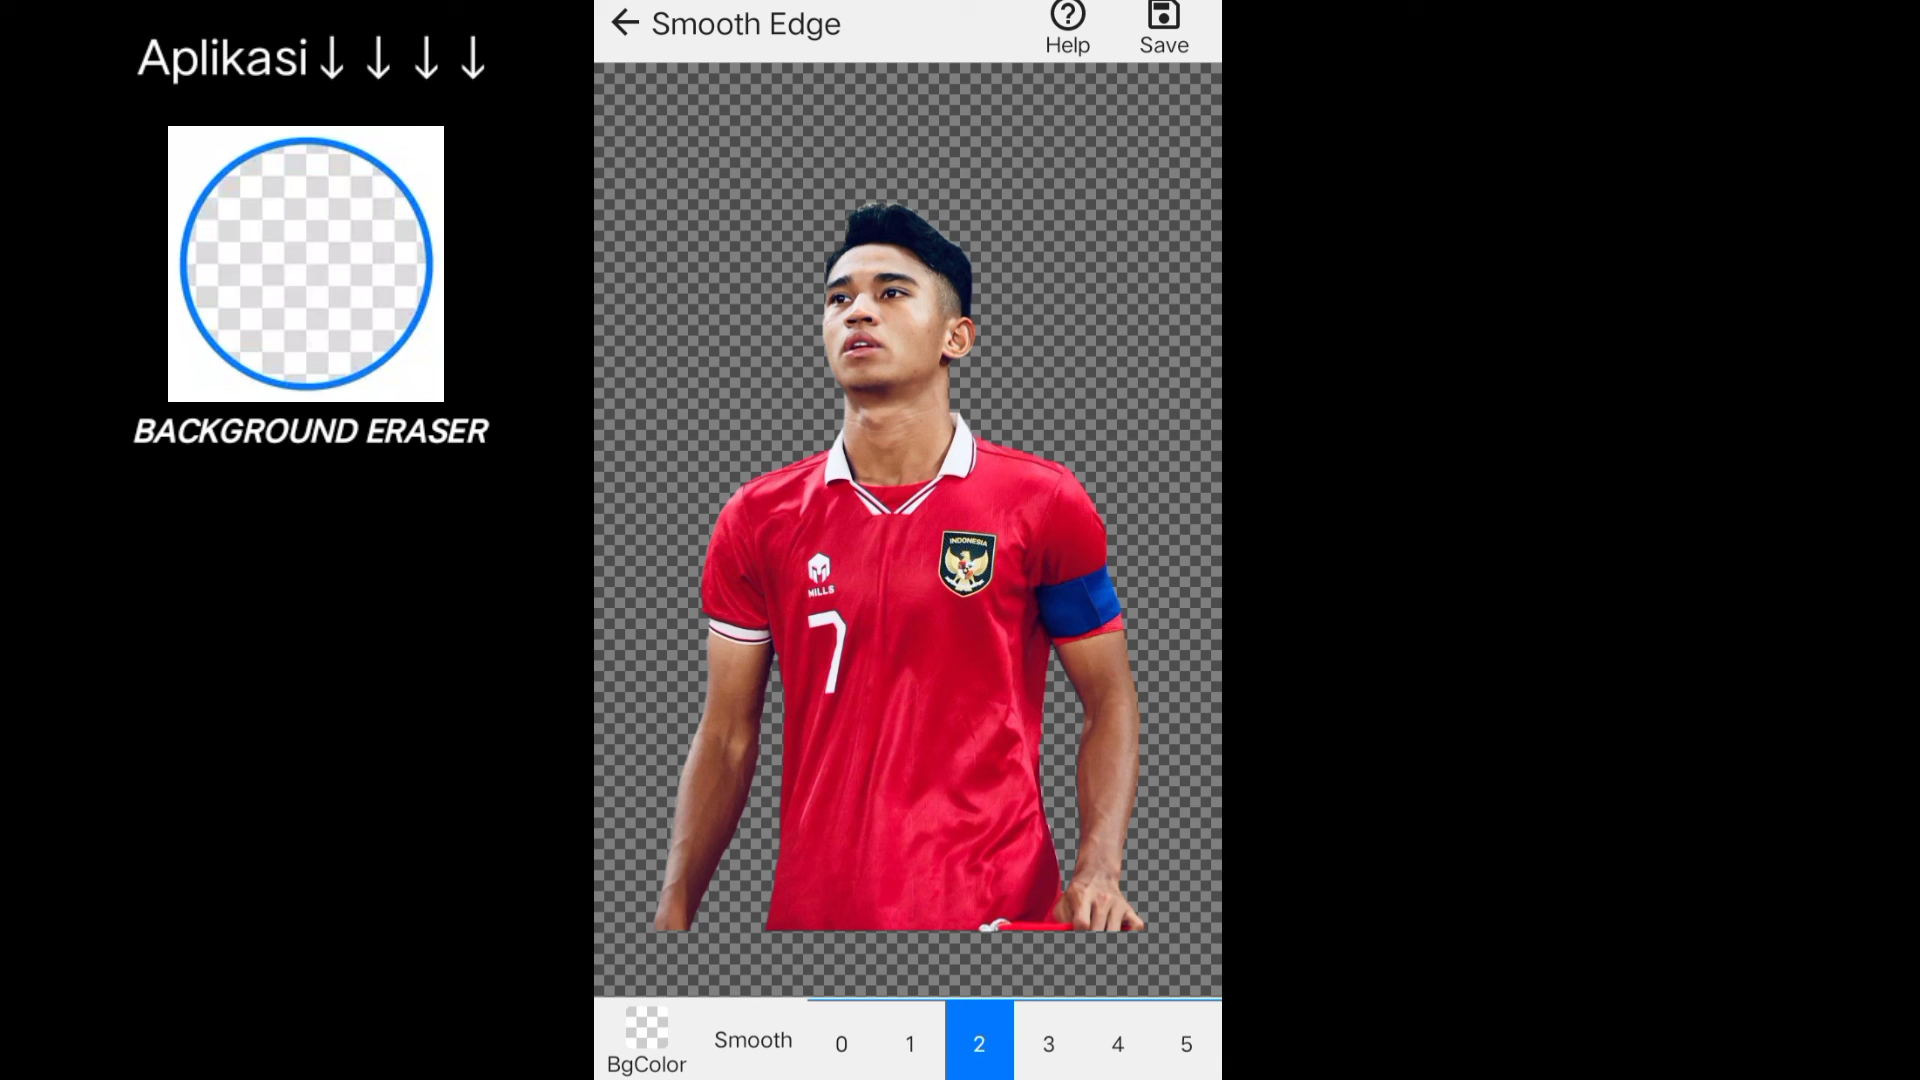 Aplikasi↓↓↓↓
BACKGROUND ERASER
Smooth Edge
Help
Save
INDONESIA
MILLS
7
BgColor
Smooth
0
1
2
3
4
5